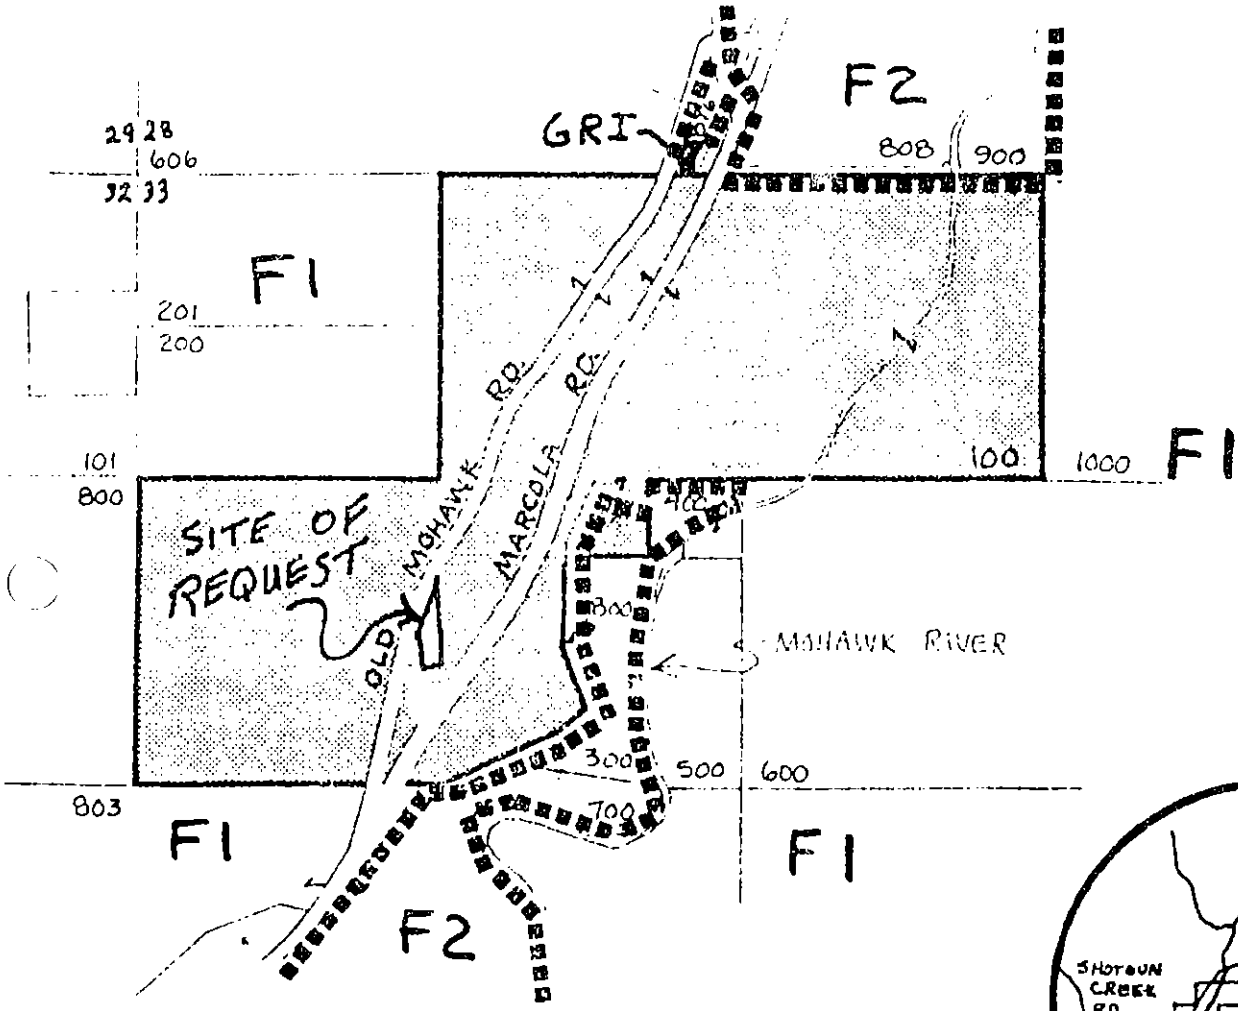 F2
GRI
29 28
606
32 33
808
900
F1
201
200
RD.
RD.
101
800
100
1000
F1
SITE OF
REQUEST
MOHAWK
MARCOLA
OLD
400
300
MOHAWK RIVER
300
500
600
700
803
F1
F1
F2
SHOTGUN
CREEK
RD